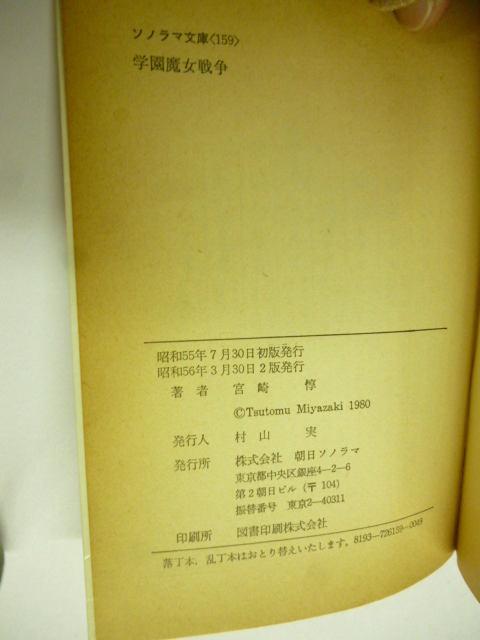 ソノラマ文庫〈159〉
学園魔女戦争
昭和55年7月30日初版発行
昭和56年3月30日2版発行
著者 宮崎惇
©Tsutomu Miyazaki 1980
発行人 村山 実
発行所 株式会社 朝日ソノラマ
東京都中央区銀座4―2―6
第2朝日ビル(〒104)
振替番号 東京2―40311
印刷所 図書印刷株式会社
落丁本,乱丁本はおとり替えいたします。8193―726159―0049